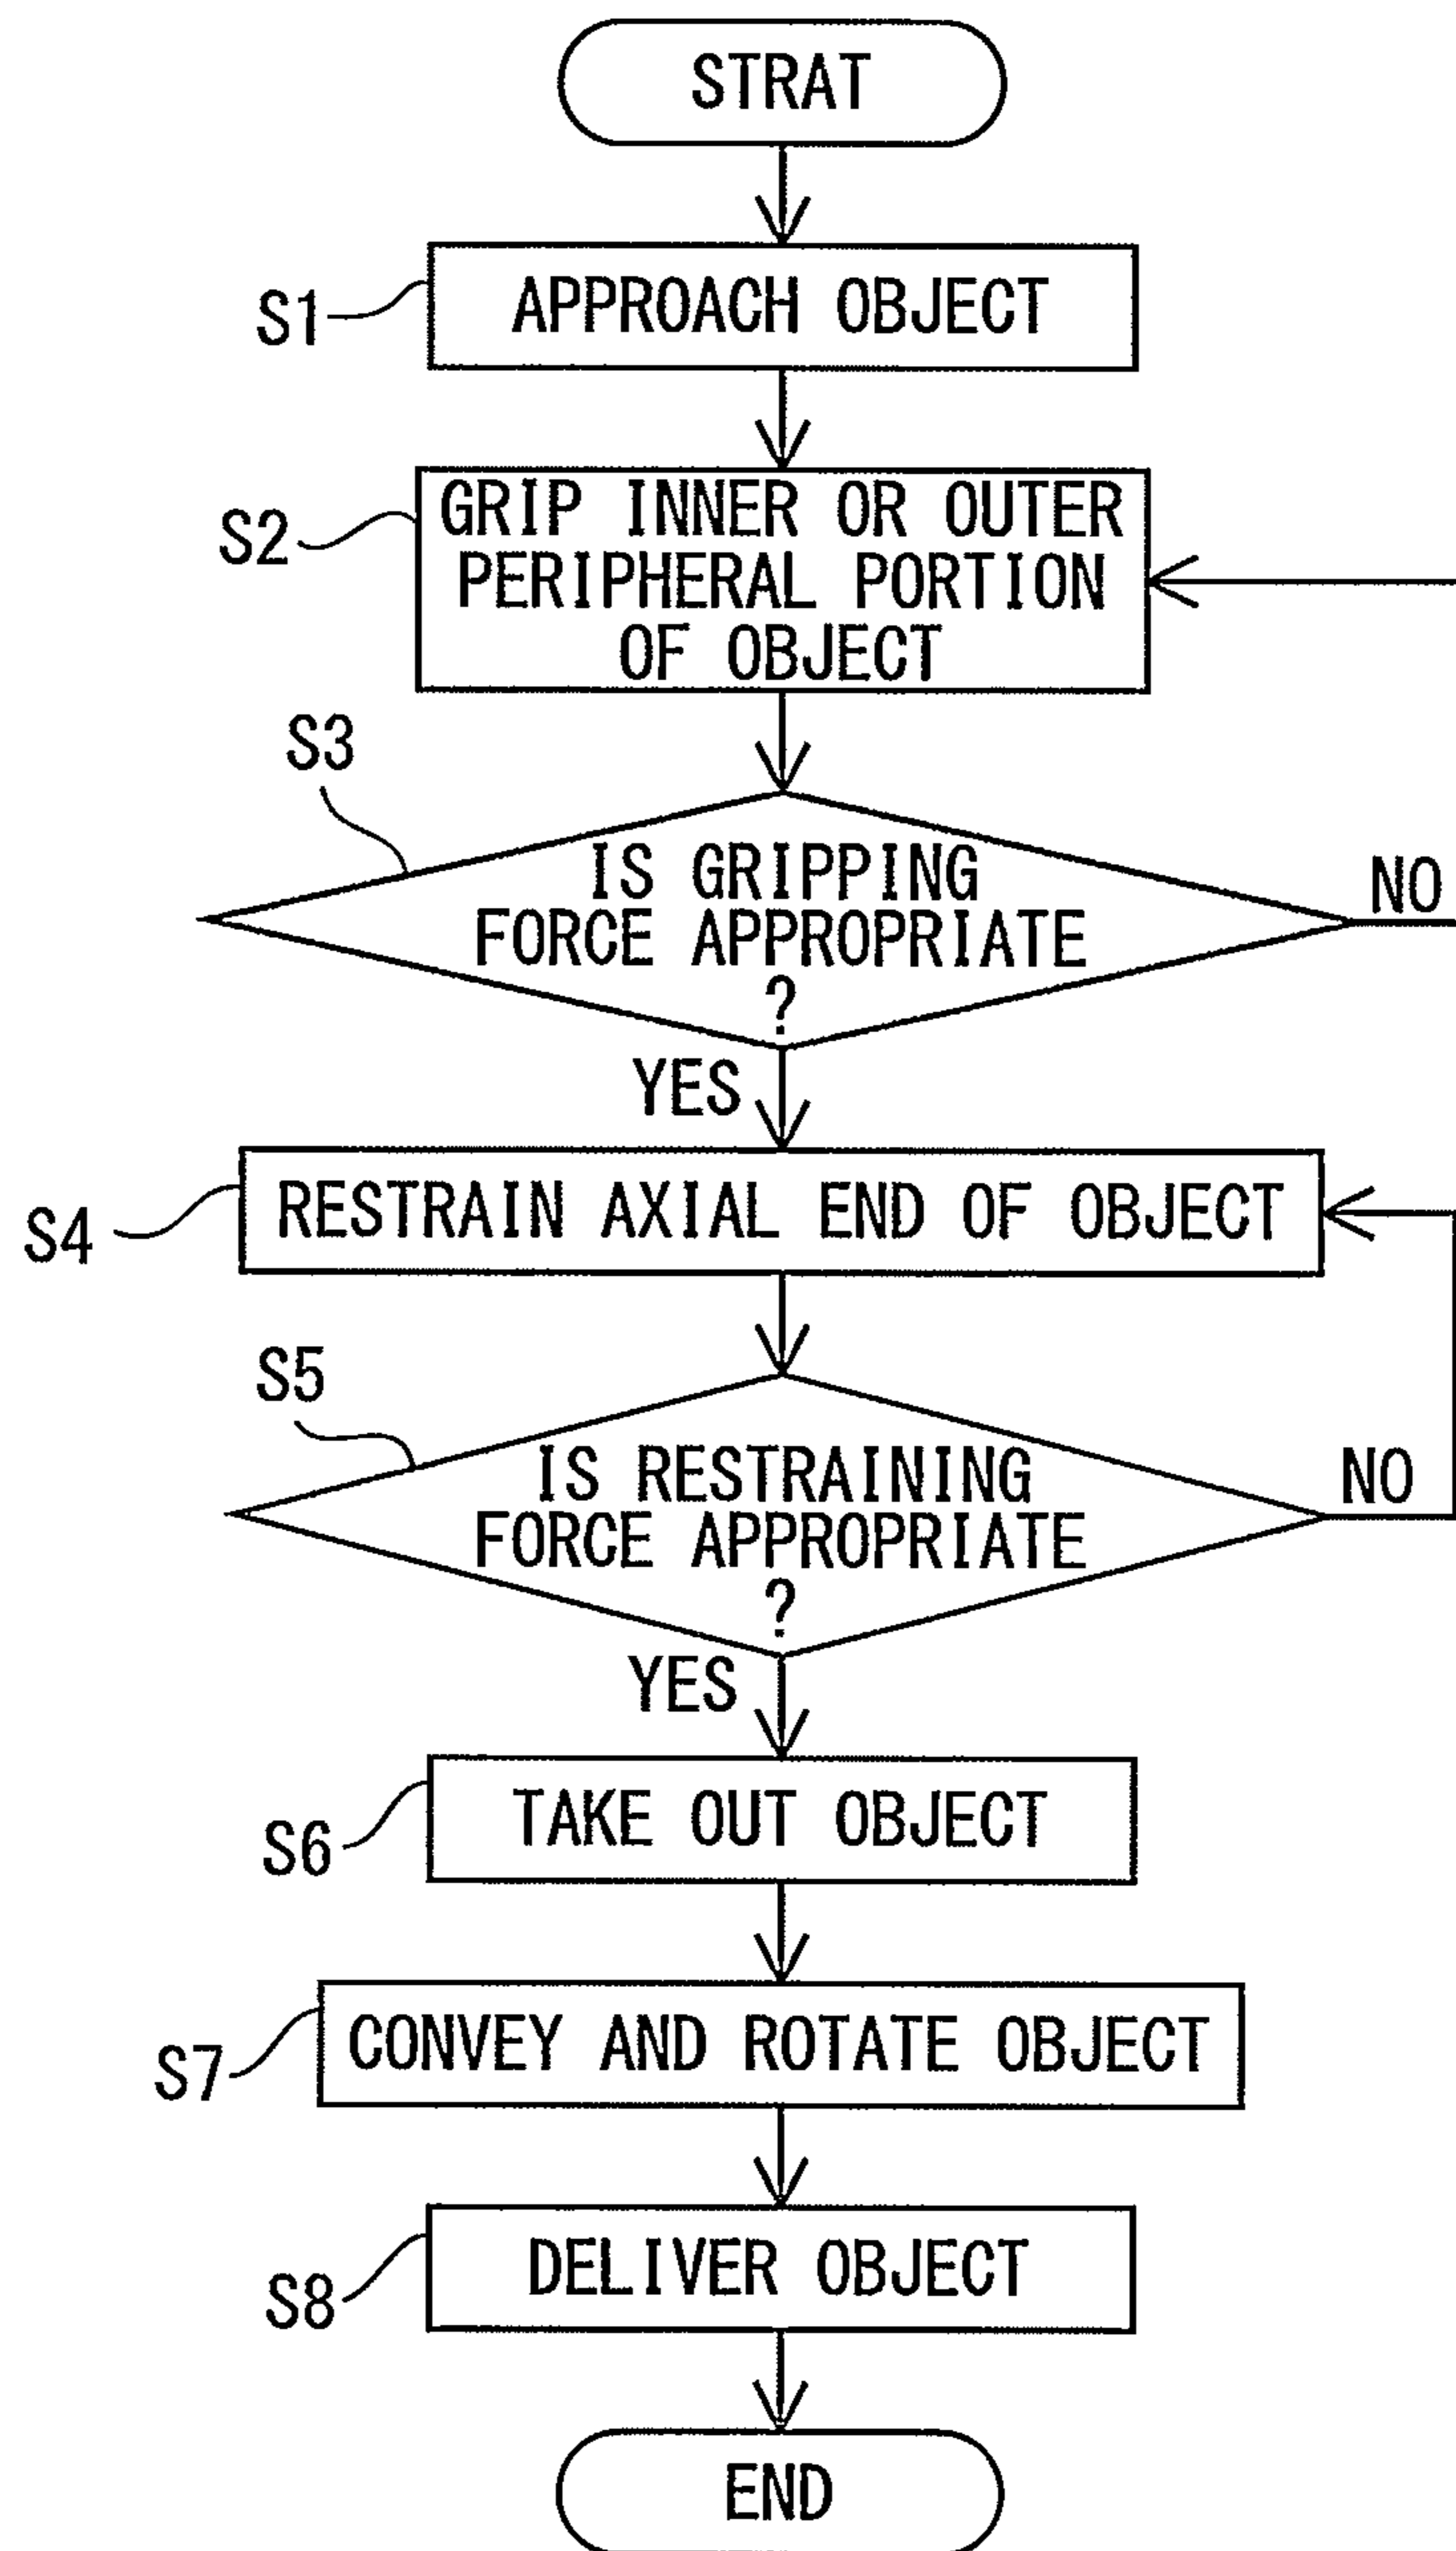 STRAT
S1
APPROACH OBJECT
S2
GRIP INNER OR OUTER
PERIPHERAL PORTION
OF OBJECT
S3
IS GRIPPING
FORCE APPROPRIATE
?
NO
YES
S4
RESTRAIN AXIAL END OF OBJECT
S5
IS RESTRAINING
FORCE APPROPRIATE
?
NO
YES
S6
TAKE OUT OBJECT
S7
CONVEY AND ROTATE OBJECT
S8
DELIVER OBJECT
END